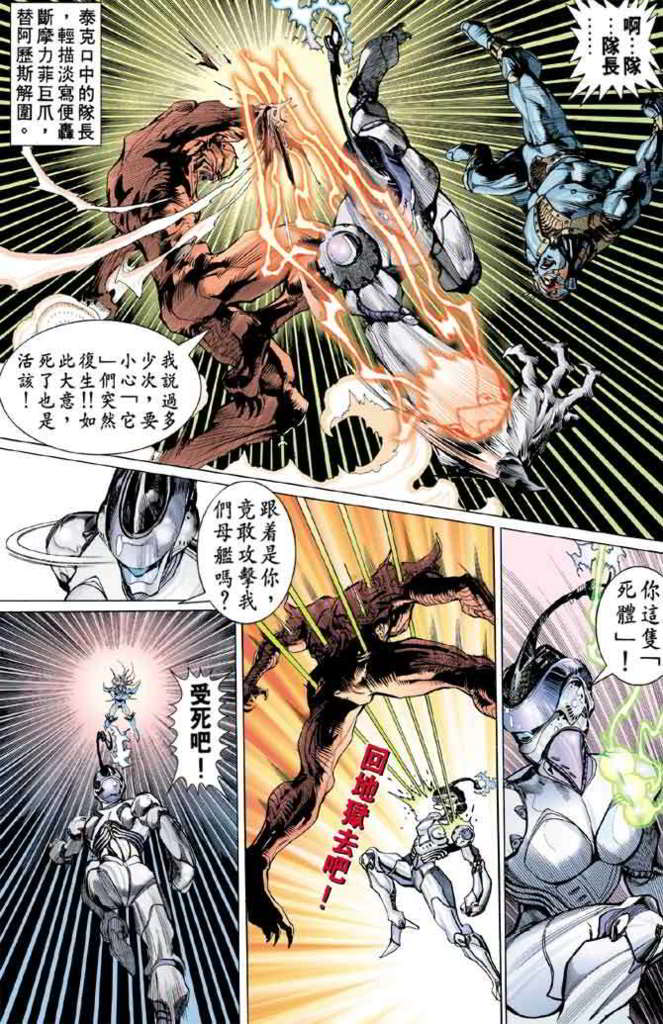 啊…隊
……隊長
……
泰克口中的隊長
，輕描淡寫便轟
斷摩力菲巨爪，
替阿歷斯解圍。
我說過多
少次，要
小心「它
」們突然
復生!!如
此大意，
死了也是
活該！
跟着是你，
竟敢攻擊我
們母艦嗎？
你這隻「
死體」！
回地獄去吧！
受死吧！